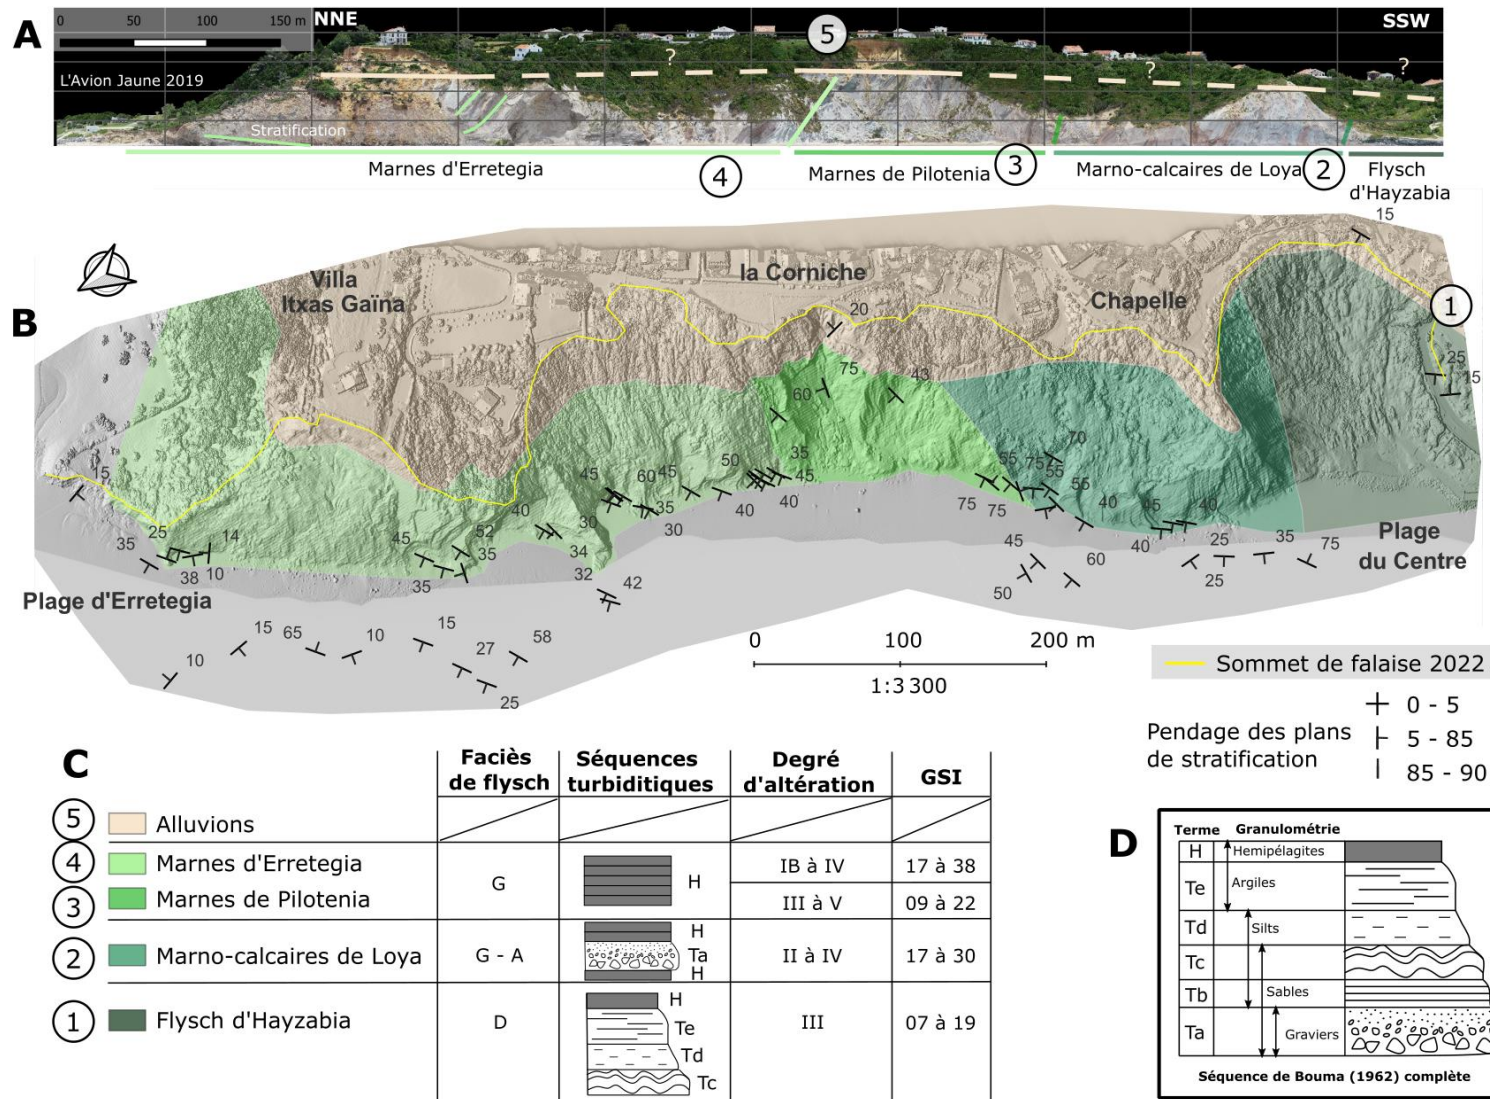 A
0 50 100 150 m
NNE
SSW
5
?
?
?
L'Avion Jaune 2019
Stratification
Marnes d'Erretegia
4
Marnes de Pilotenia
3
Marno-calcaires de Loya
2
Flysch
d'Hayzabia
B
Villa
Itxas Gaïna
la Corniche
Chapelle
15
1
20
25
15
75
43
60
15
70
35
45
50
45
60
45
55
75
55
55
40
30
35
40
40
75
75
40
45
40
25
35
14
38
10
45
52
35
35
34
32
30
42
45
50
60
40
25
25
35
75
Plage d'Erretegia
Plage
du Centre
15
65
10
10
15
27
58
25
0 100 200 m
1:3 300
Sommet de falaise 2022
Pendage des plans
de stratification
0 - 5
5 - 85
85 - 90
C
Faciès
de flysch
Séquences
turbiditiques
Degré
d'altération
GSI
5 Alluvions
4 Marnes d'Erretegia
G
H
IB à IV
17 à 38
3 Marnes de Pilotenia
III à V
09 à 22
2 Marno-calcaires de Loya
G - A
H
Ta
H
II à IV
17 à 30
1 Flysch d'Hayzabia
D
H
Te
Td
Tc
III
07 à 19
D
Terme Granulométrie
H Hemipélagites
Te Argiles
Td Silts
Tc
Tb Sables
Ta Graviers
Séquence de Bouma (1962) complète